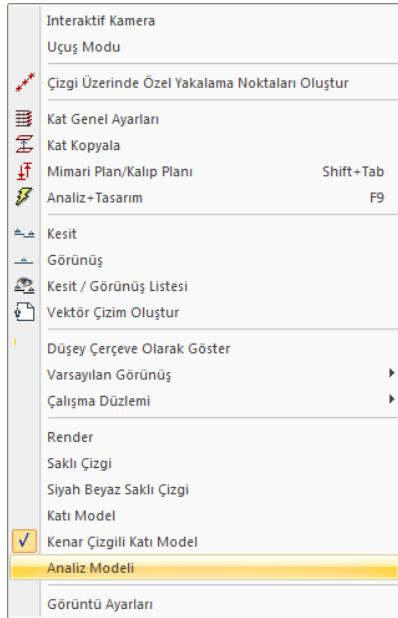 Interaktif Kamera
Uçuş Modu
Çizgi Üzerinde Özel Yakalama Noktaları Oluştur
Kat Genel Ayarları
Kat Kopyala
Mimari Plan/Kalıp Planı Shift+Tab
Analiz+Tasarım F9
Kesit
Görünüş
Kesit / Görünüş Listesi
Vektör Çizim Oluştur
Düşey Çerçeve Olarak Göster
Varsayılan Görünüş
Çalışma Düzlemi
Render
Saklı Çizgi
Siyah Beyaz Saklı Çizgi
Katı Model
Kenar Çizgili Katı Model
Analiz Modeli
Görüntü Ayarları